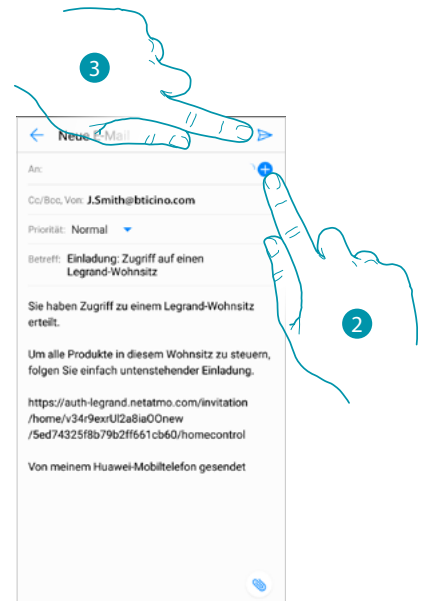 3
Neue E-Mail
An:
Cc/Bcc, Von: J.Smith@bticino.com
Priorität: Normal
Betreff: Einladung: Zugriff auf einen
Legrand-Wohnsitz
2
Sie haben Zugriff zu einem Legrand-Wohnsitz
erteilt.
Um alle Produkte in diesem Wohnsitz zu steuern,
folgen Sie einfach untenstehender Einladung.
https://auth-legrand.netatmo.com/invitation
/home/v34r9exrUl2a8iaOOnew
/5ed74325f8b79b2ff661cb60/homecontrol
Von meinem Huawei-Mobiltelefon gesendet